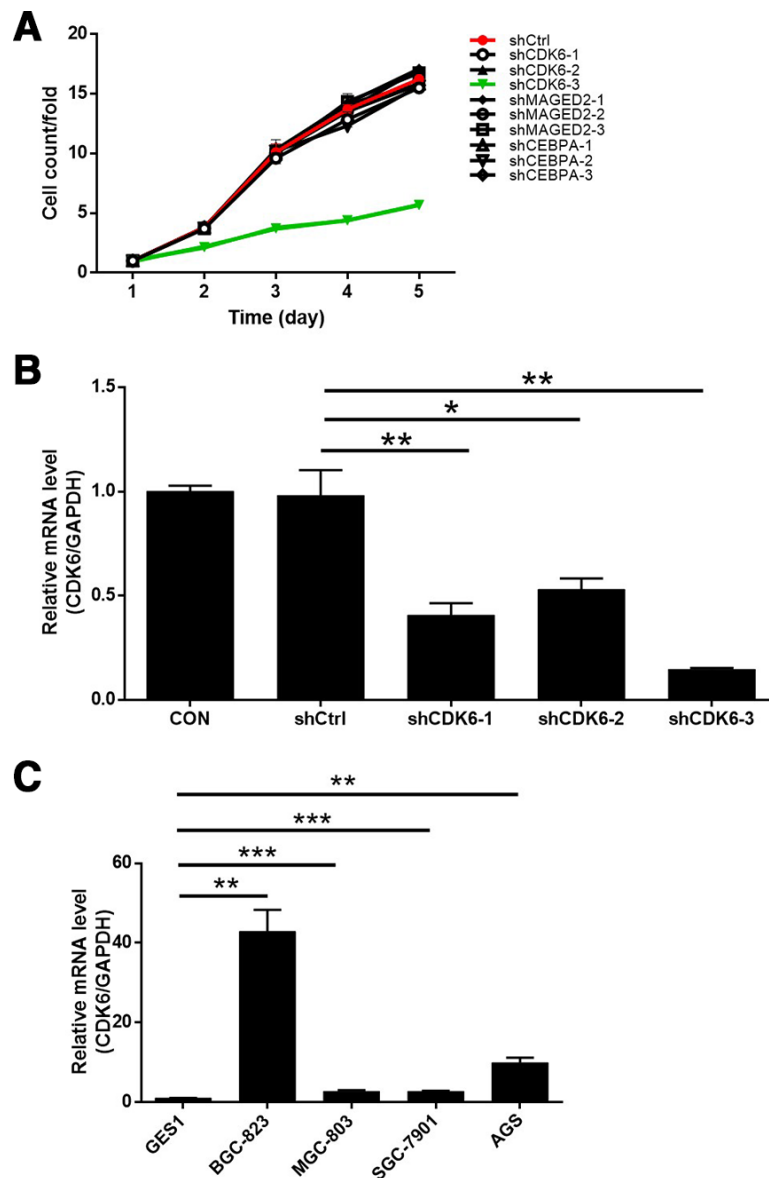 A
20
15
10
5
0
Cell count/fold
1 2 3 4 5
Time (day)
shCtrl
shCDK6-1
shCDK6-2
shCDK6-3
shMAGED2-1
shMAGED2-2
shMAGED2-3
shCEBPA-1
shCEBPA-2
shCEBPA-3
B
1.5
1.0
0.5
0.0
Relative mRNA level
(CDK6/GAPDH)
**
*
**
CON shCtrl shCDK6-1 shCDK6-2 shCDK6-3
C
60
40
20
0
Relative mRNA level
(CDK6/GAPDH)
**
***
***
**
GES1 BGC-823 MGC-803 SGC-7901 AGS